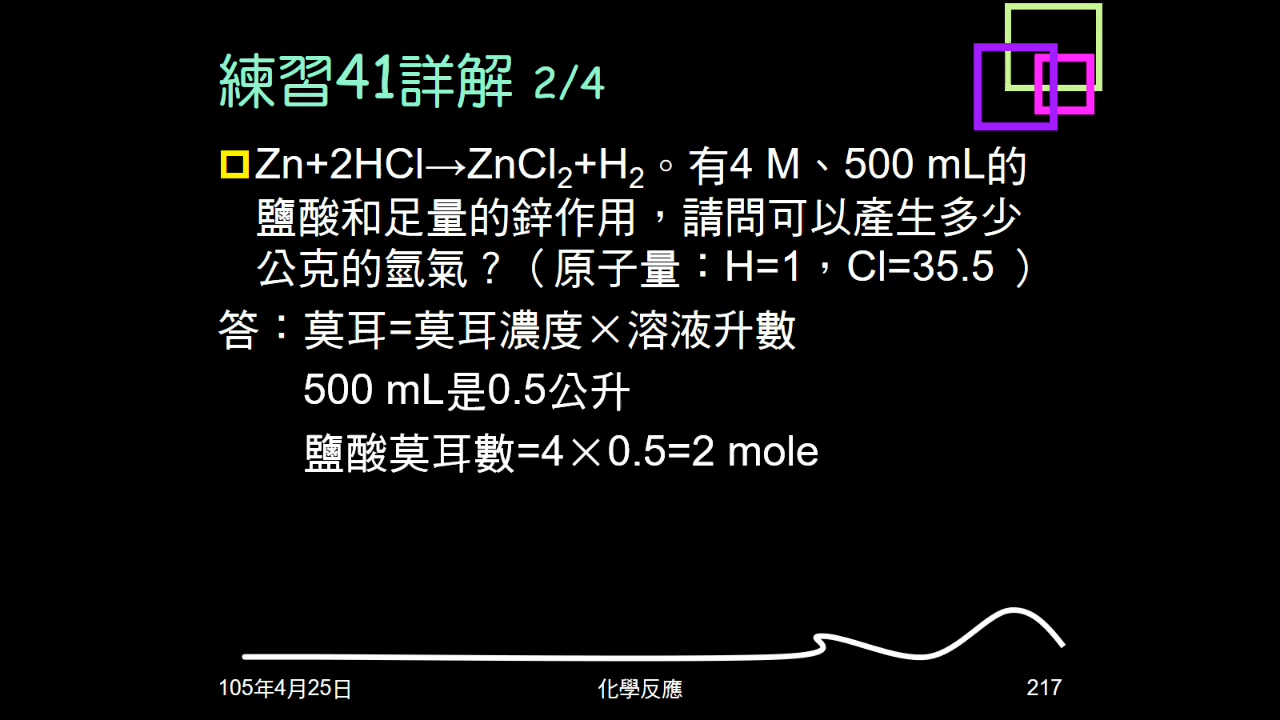 練習41詳解 2/4
Zn+2HCl→ZnCl₂+H₂。有4 M、500 mL的
鹽酸和足量的鋅作用，請問可以產生多少
公克的氫氣？（原子量：H=1，Cl=35.5 ）
答：莫耳=莫耳濃度×溶液升數
500 mL是0.5公升
鹽酸莫耳數=4×0.5=2 mole
105年4月25日
化學反應
217